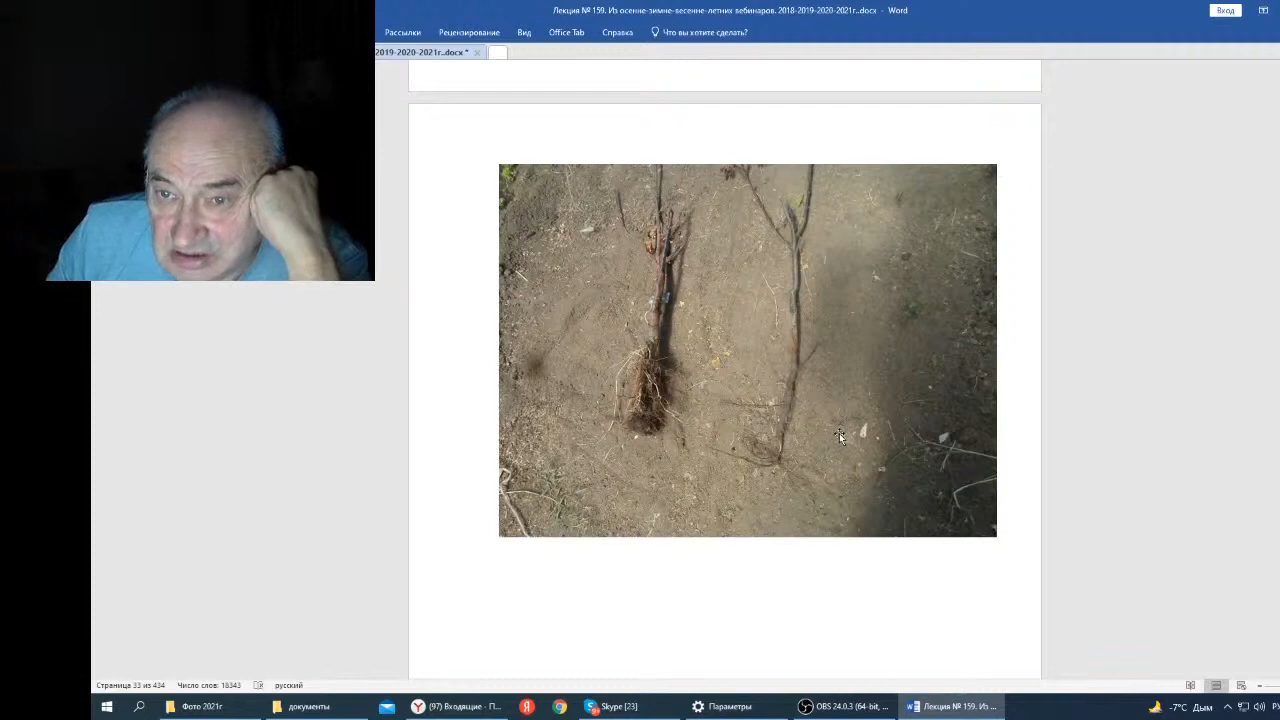 Лекция № 159. Из осенне-зимне-весенне-летних вебинаров. 2018-2019-2020-2021г..docx - Word
Вход
Рассылки Рецензирование Вид Office Tab Справка Что вы хотите сделать?
2019-2020-2021г..docx *
Страница 33 из 434 Число слов: 18343 русский
Фото 2021г документы (97) Входящие - П... Skype [23] Параметры OBS 24.0.3 (64-bit, ... Лекция № 159. Из ... -7°C Дым